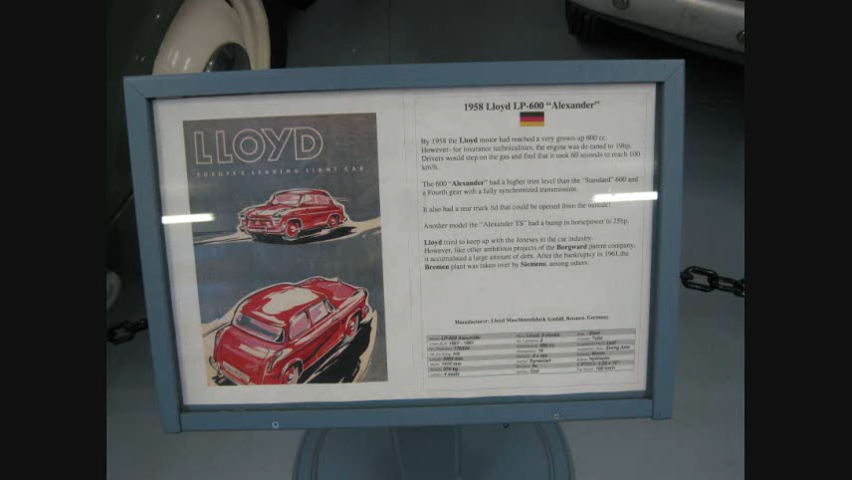 LLOYD
EUROPE'S LEADING LIGHT CAR
1958 Lloyd LP-600 "Alexander"
By 1958 the Lloyd motor had reached a very grown-up 600 cc.
However- for insurance technicalities, the engine was de-tuned to 19hp.
Drivers would step on the gas and find that it took 60 seconds to reach 100
km/h.
The 600 "Alexander" had a higher trim level than the "Standard" 600 and
a Fourth gear with a fully synchronized transmission.
It also had a rear truck lid that could be opened from the outside!
Another model the "Alexander TS" had a bump in horsepower to 25hp.
Lloyd tried to keep up with the Joneses in the car industry.
However, like other ambitious projects of the Borgward parent company,
it accumulated a large amount of debt. After the bankruptcy in 1961, the
Bremen plant was taken over by Siemens, among others.
Manufacturer: Lloyd Maschinenfabrik GmbH, Bremen, Germany